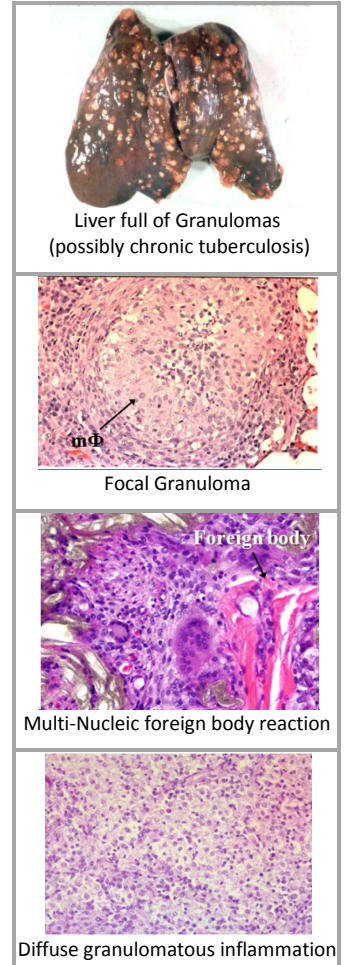 Liver full of Granulomas
(possibly chronic tuberculosis)
mΦ
Focal Granuloma
Foreign body
Multi-Nucleic foreign body reaction
Diffuse granulomatous inflammation